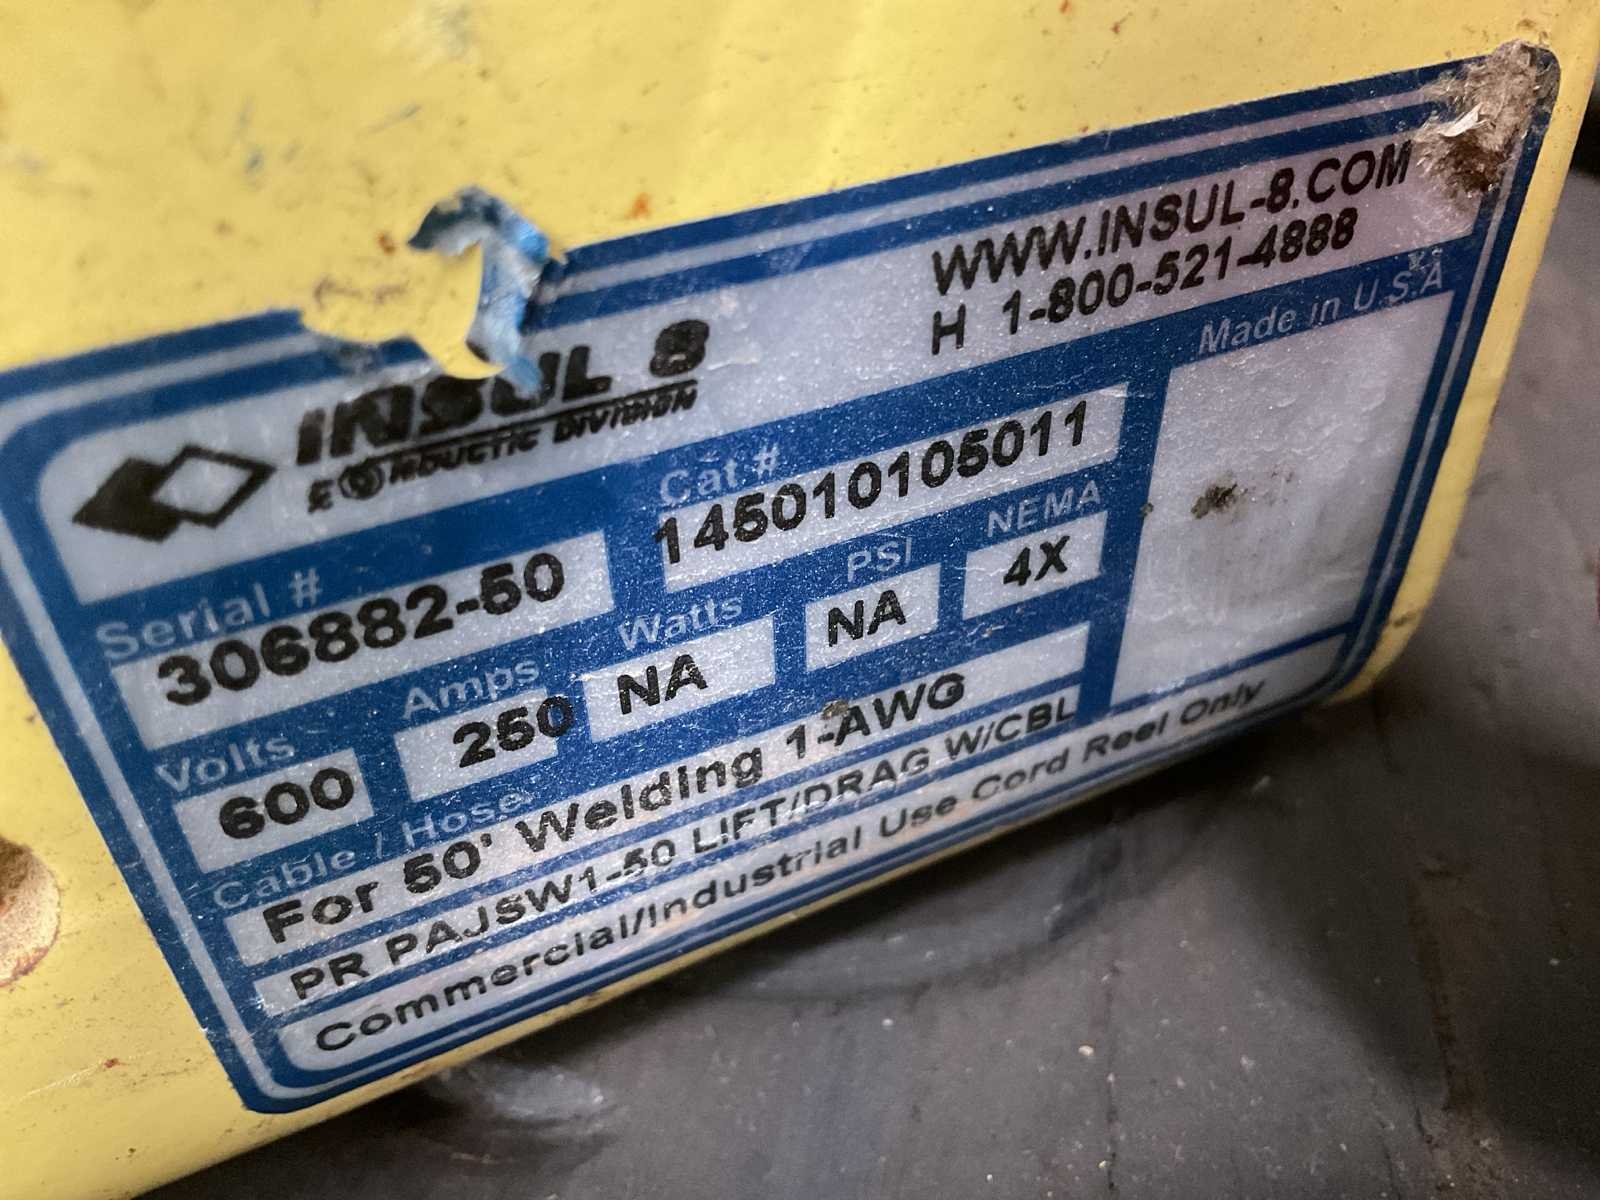 WWW.INSUL-8.COM
H 1-800-521-4888
INSUL 8
DIVISION
Made in U.S.A
Serial #
306882-50
Cat #
145010105011
Volts
600
Amps
250
Watts
NA
PSI
NA
NEMA
4X
Cable / Hose
For 50' Welding 1-AWG
PR PAJSW1-50 LIFT/DRAG W/CBL
Commercial/Industrial Use Cord Reel Only